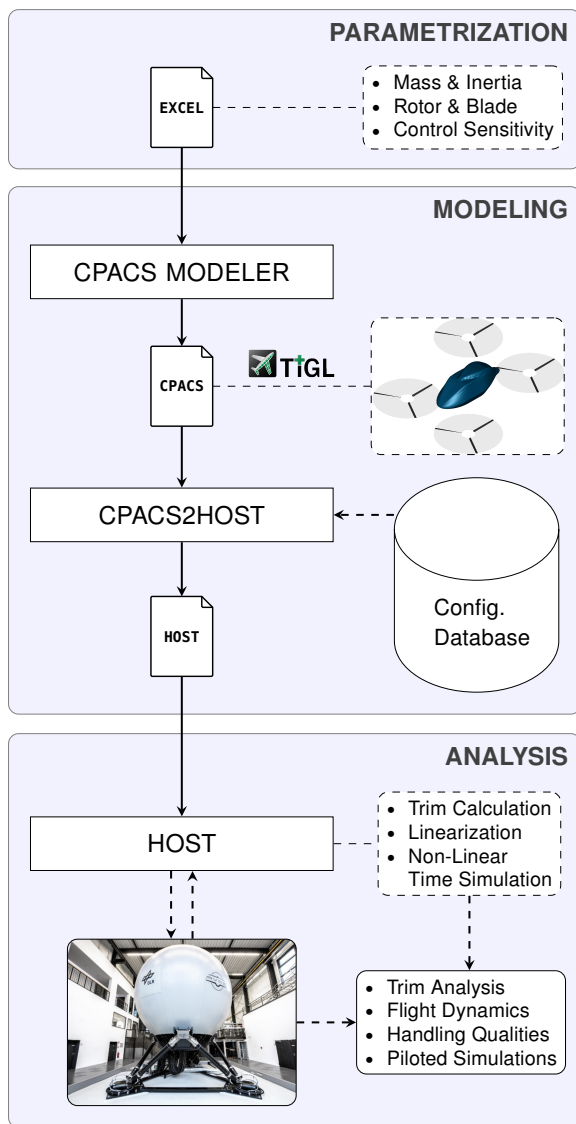 PARAMETRIZATION
EXCEL
• Mass & Inertia
• Rotor & Blade
• Control Sensitivity
MODELING
CPACS MODELER
CPACS
TiGL
CPACS2HOST
Config.
Database
HOST
ANALYSIS
HOST
• Trim Calculation
• Linearization
• Non-Linear
Time Simulation
DLR
• Trim Analysis
• Flight Dynamics
• Handling Qualities
• Piloted Simulations